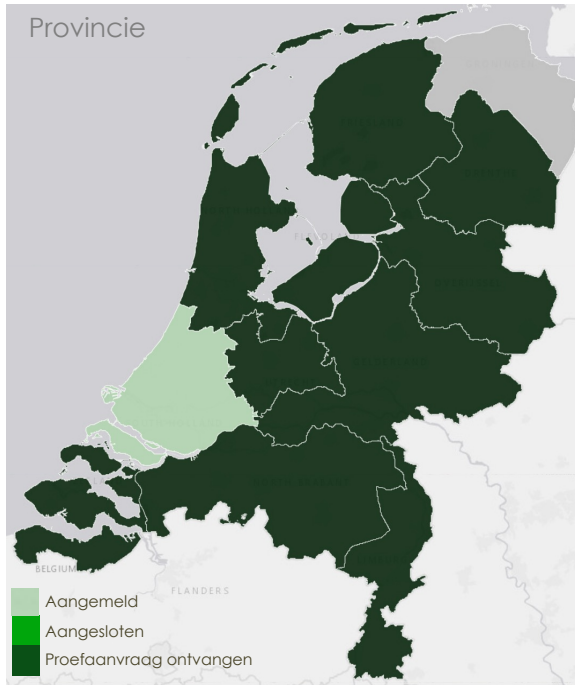 Provincie
BELGIUM
FLANDERS
Aangemeld
Aangesloten
Proefaanvraag ontvangen